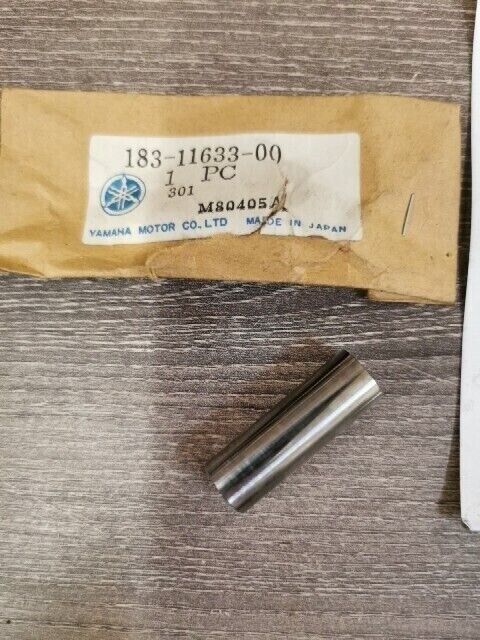 183-11633-00
1 PC
301
M80405A
YAMAHA MOTOR CO., LTD MADE IN JAPAN